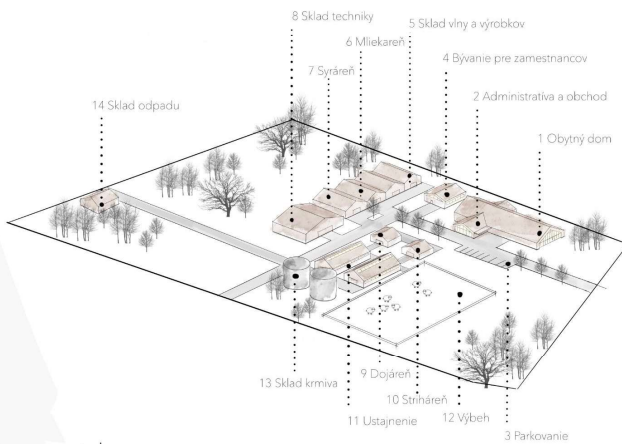 8 Sklad techniky
5 Sklad vlny a výrobkov
6 Mliekareň
4 Bývanie pre zamestnancov
7 Syráreň
2 Administratíva a obchod
14 Sklad odpadu
1 Obytný dom
13 Sklad krmiva
9 Dojáreň
10 Striháreň
11 Ustajnenie
12 Výbeh
3 Parkovanie